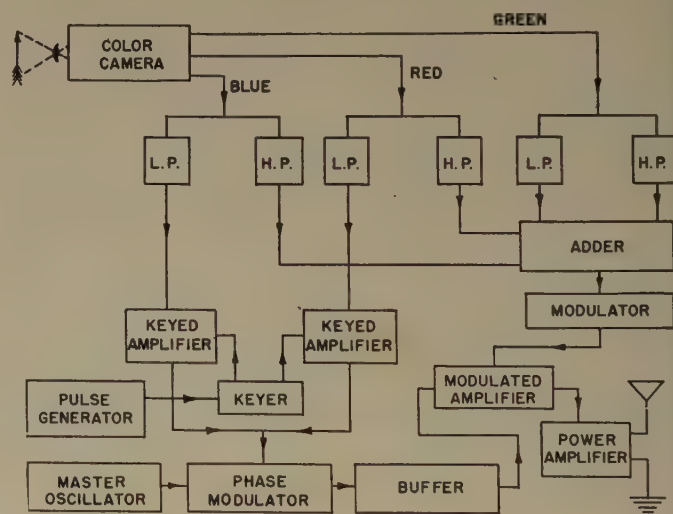 GREEN
COLOR
CAMERA
RED
BLUE
L.P.
H.P.
L.P.
H.P.
L.P.
H.P.
ADDER
MODULATOR
KEYED
AMPLIFIER
KEYED
AMPLIFIER
MODULATED
AMPLIFIER
PULSE
GENERATOR
KEYER
POWER
AMPLIFIER
MASTER
OSCILLATOR
PHASE
MODULATOR
BUFFER